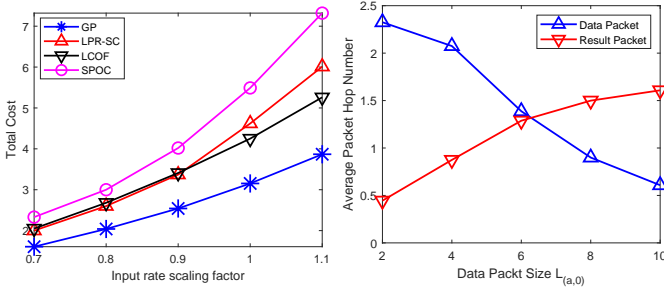 GP
LPR-SC
LCOF
SPOC
7
6
5
4
3
2
0.7 0.8 0.9 1 1.1
Total Cost
Input rate scaling factor
Data Packet
Result Packet
2.5
2
1.5
1
0.5
0
2 4 6 8 10
Average Packet Hop Number
Data Packt Size L(a,0)